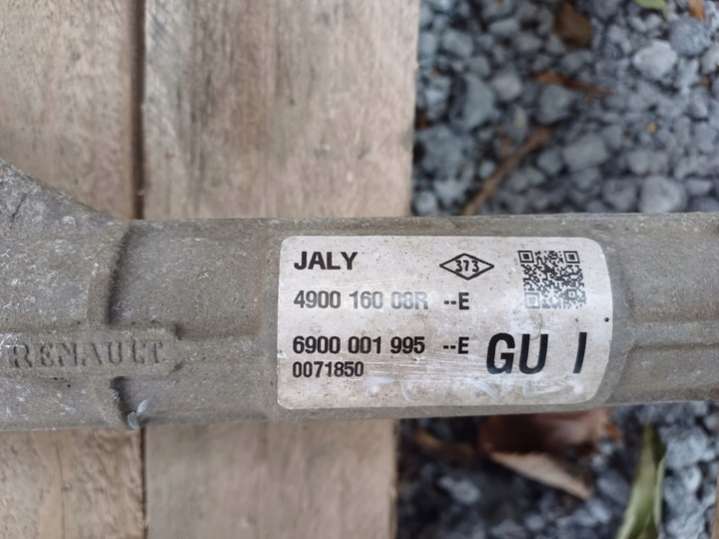 RENAULT
JALY
373
4900 160 08R --E
6900 001 995 --E
0071850
GU I